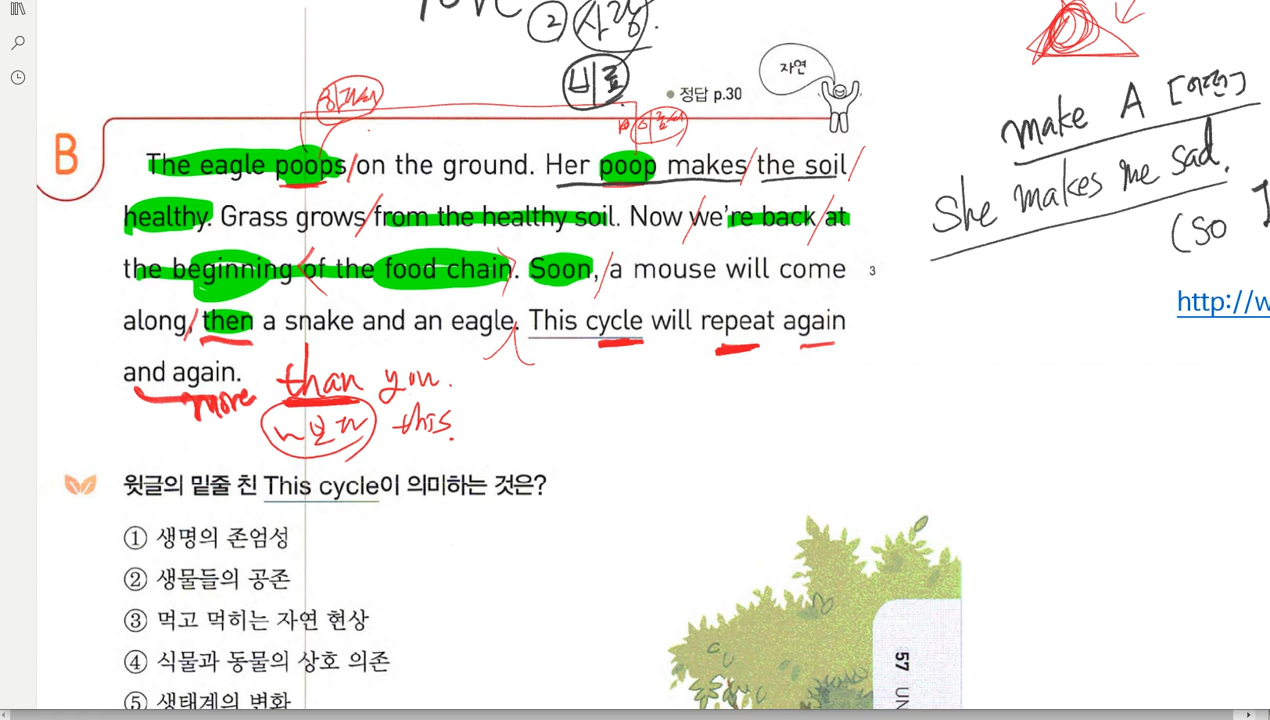 ② 사랑.
비료
자연
정답 p.30
동사
make A [어떤]
B
The eagle poops on the ground. Her poop makes the soil
She makes me sad.
healthy. Grass grows from the healthy soil. Now we're back at
(so
the beginning of the food chain. Soon, a mouse will come
3
http://w
along, then a snake and an eagle. This cycle will repeat again
and again.
more than you.
보다 this.
윗글의 밑줄 친 This cycle이 의미하는 것은?
① 생명의 존엄성
② 생물들의 공존
③ 먹고 먹히는 자연 현상
④ 식물과 동물의 상호 의존
⑤ 생태계의 변화
57 UN